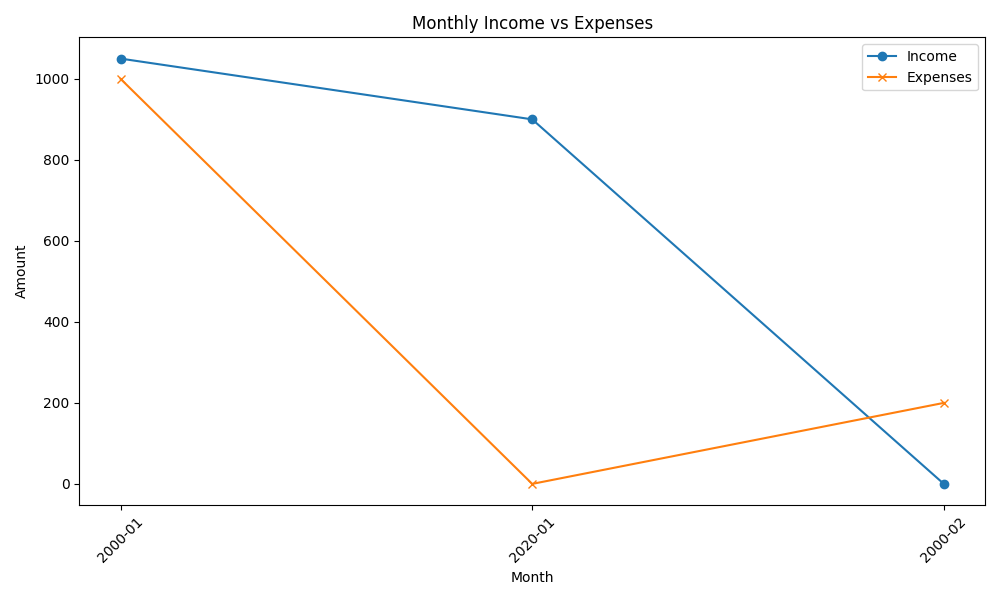 Monthly Income vs Expenses
Income
Expenses
1000
800
600
400
200
0
Amount
2000-01
2020-01
2000-02
Month